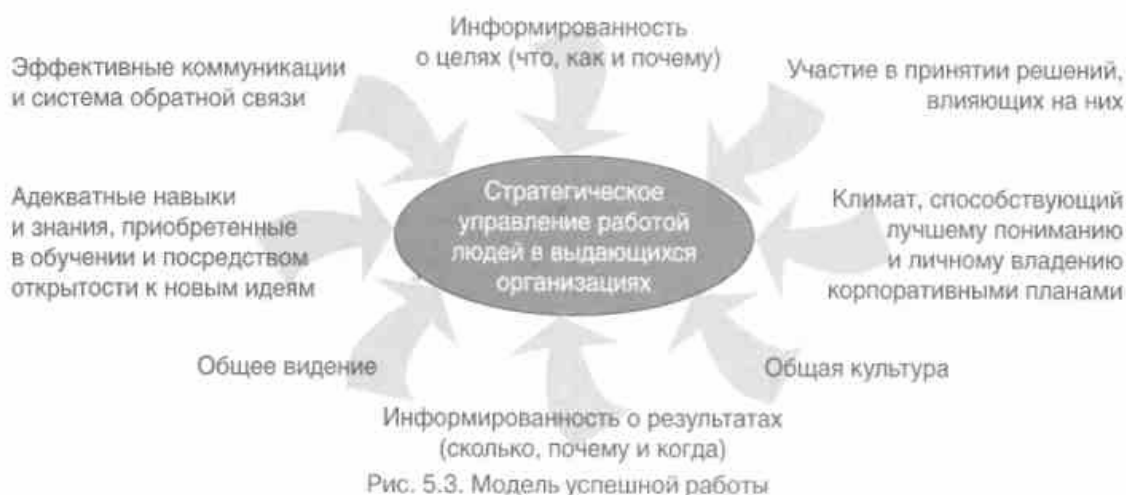 Информированность
о целях (что, как и почему)
Эффективные коммуникации
и система обратной связи
Участие в принятии решений,
влияющих на них
Стратегическое
управление работой
людей в выдающихся
организациях
Адекватные навыки
и знания, приобретенные
в обучении и посредством
открытости к новым идеям
Климат, способствующий
лучшему пониманию
и личному владению
корпоративными планами
Общее видение
Общая культура
Информированность о результатах
(сколько, почему и когда)
Рис. 5.3. Модель успешной работы